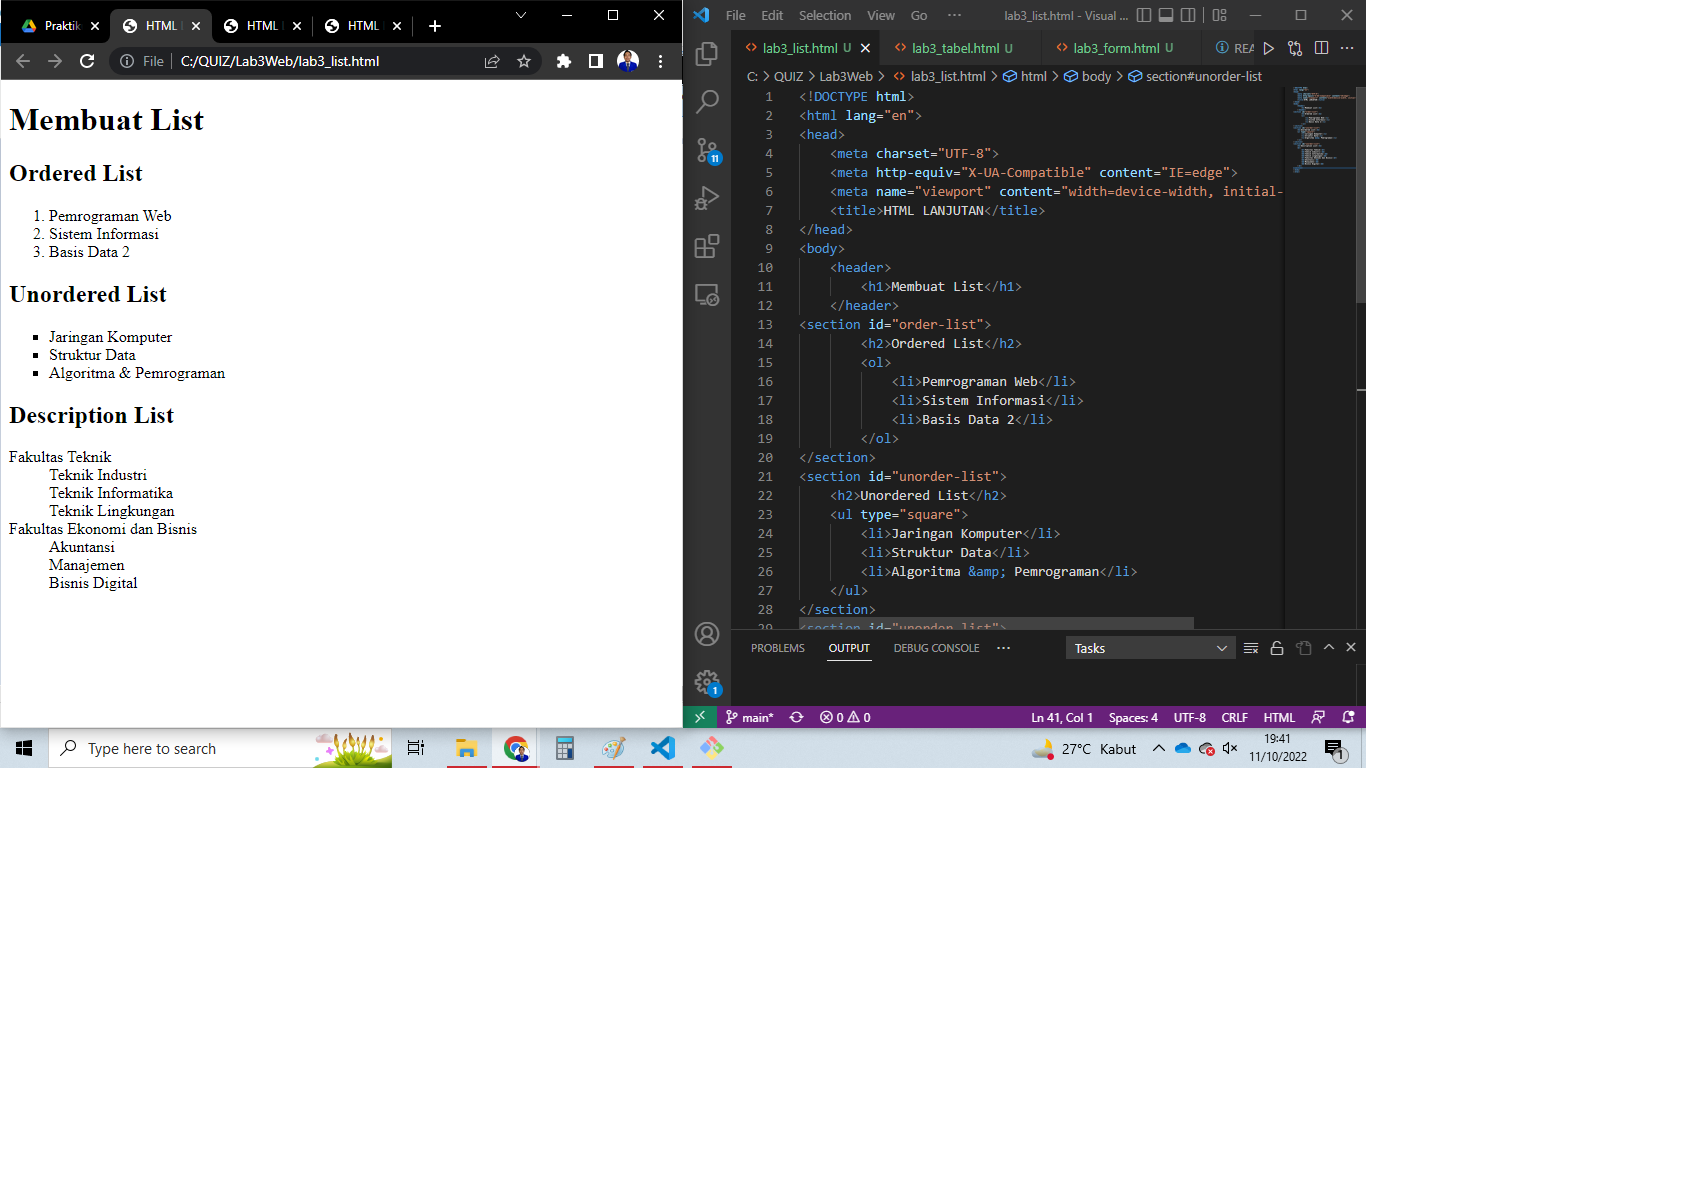 Praktik
HTML
HTML
HTML
File
C:/QUIZ/Lab3Web/lab3_list.html
Membuat List
Ordered List
1. Pemrograman Web
2. Sistem Informasi
3. Basis Data 2
Unordered List
Jaringan Komputer
Struktur Data
Algoritma & Pemrograman
Description List
Fakultas Teknik
Teknik Industri
Teknik Informatika
Teknik Lingkungan
Fakultas Ekonomi dan Bisnis
Akuntansi
Manajemen
Bisnis Digital
File Edit Selection View Go ··· lab3_list.html - Visual ...
lab3_list.html U lab3_tabel.html U lab3_form.html U REA
C: > QUIZ > Lab3Web > <> lab3_list.html > html > body > section#unorder-list
1 <!DOCTYPE html>
2 <html lang="en">
3 <head>
4 <meta charset="UTF-8">
5 <meta http-equiv="X-UA-Compatible" content="IE=edge">
6 <meta name="viewport" content="width=device-width, initial-
7 <title>HTML LANJUTAN</title>
8 </head>
9 <body>
10 <header>
11 <h1>Membuat List</h1>
12 </header>
13 <section id="order-list">
14 <h2>Ordered List</h2>
15 <ol>
16 <li>Pemrograman Web</li>
17 <li>Sistem Informasi</li>
18 <li>Basis Data 2</li>
19 </ol>
20 </section>
21 <section id="unorder-list">
22 <h2>Unordered List</h2>
23 <ul type="square">
24 <li>Jaringan Komputer</li>
25 <li>Struktur Data</li>
26 <li>Algoritma &amp; Pemrograman</li>
27 </ul>
28 </section>
29 <section id="unorder-list">
11
1
PROBLEMS OUTPUT DEBUG CONSOLE ··· Tasks
main* 0 0 Ln 41, Col 1 Spaces: 4 UTF-8 CRLF HTML
Type here to search
27°C Kabut
19:41
11/10/2022
1